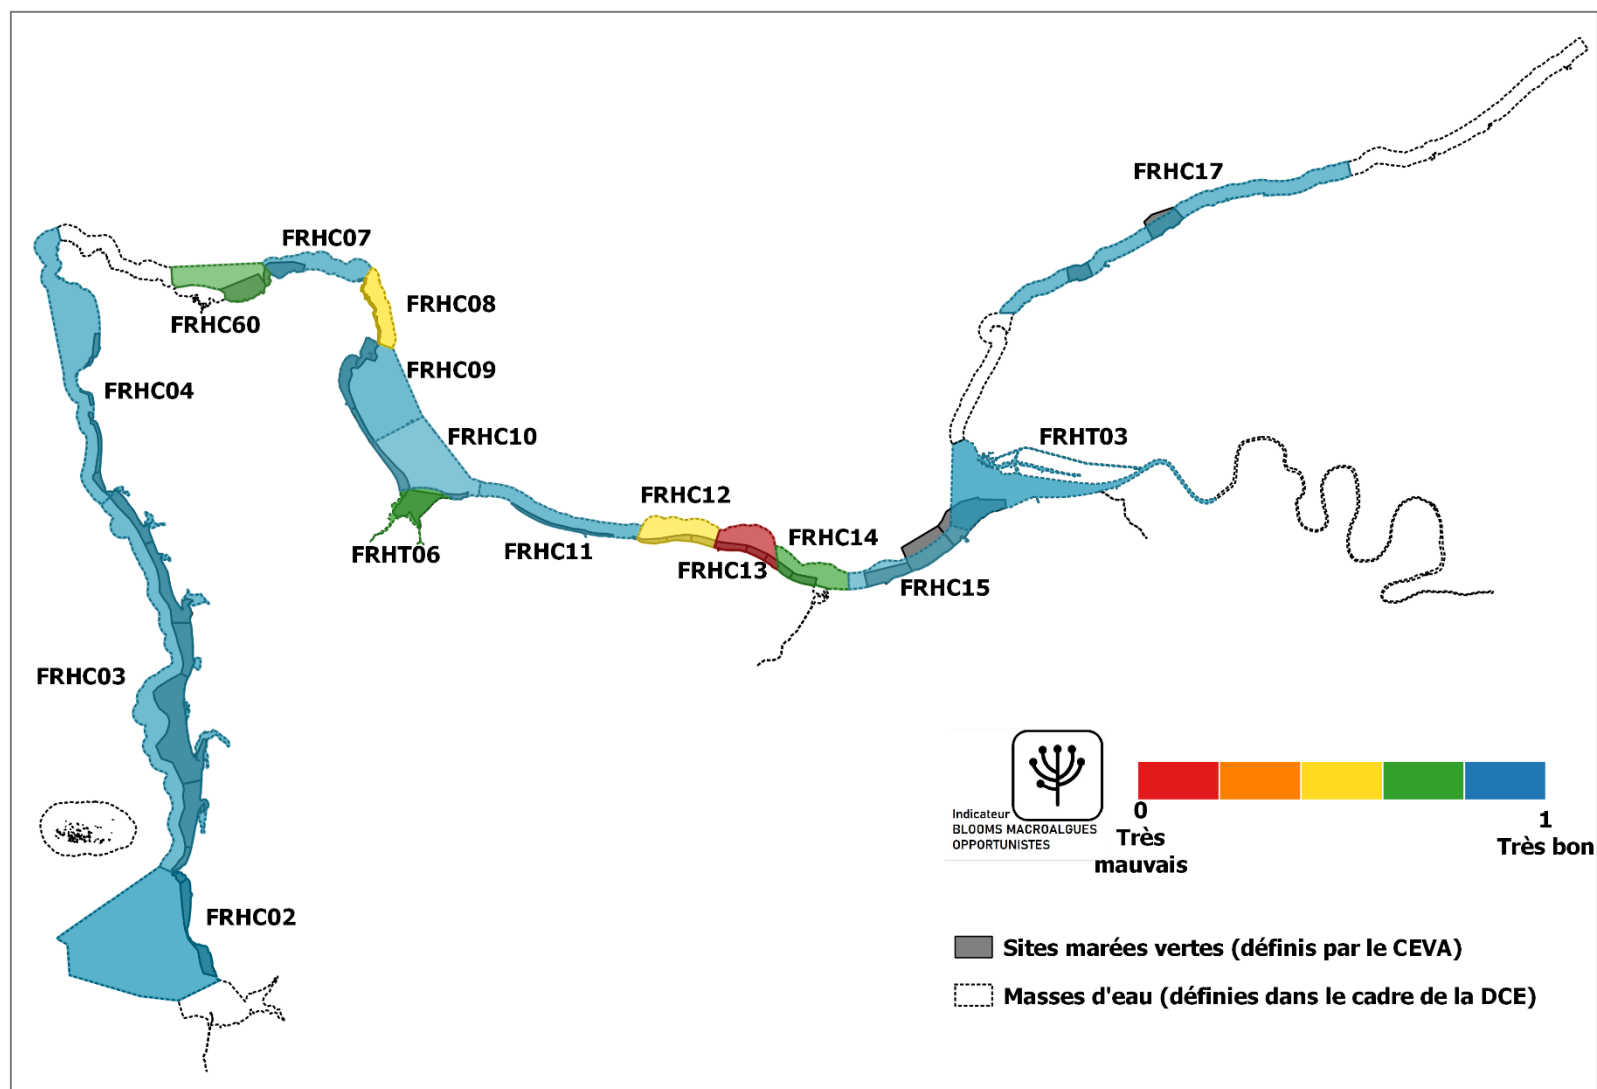 FRHC17
FRHC07
FRHC08
FRHC60
FRHC09
FRHC04
FRHC10
FRHT03
FRHC12
FRHC14
FRHT06
FRHC11
FRHC13
FRHC15
FRHC03
FRHC02
Indicateur
BLOOMS MACROALGUES
OPPORTUNISTES
0
Très
mauvais
1
Très bon
Sites marées vertes (définis par le CEVA)
Masses d'eau (définies dans le cadre de la DCE)